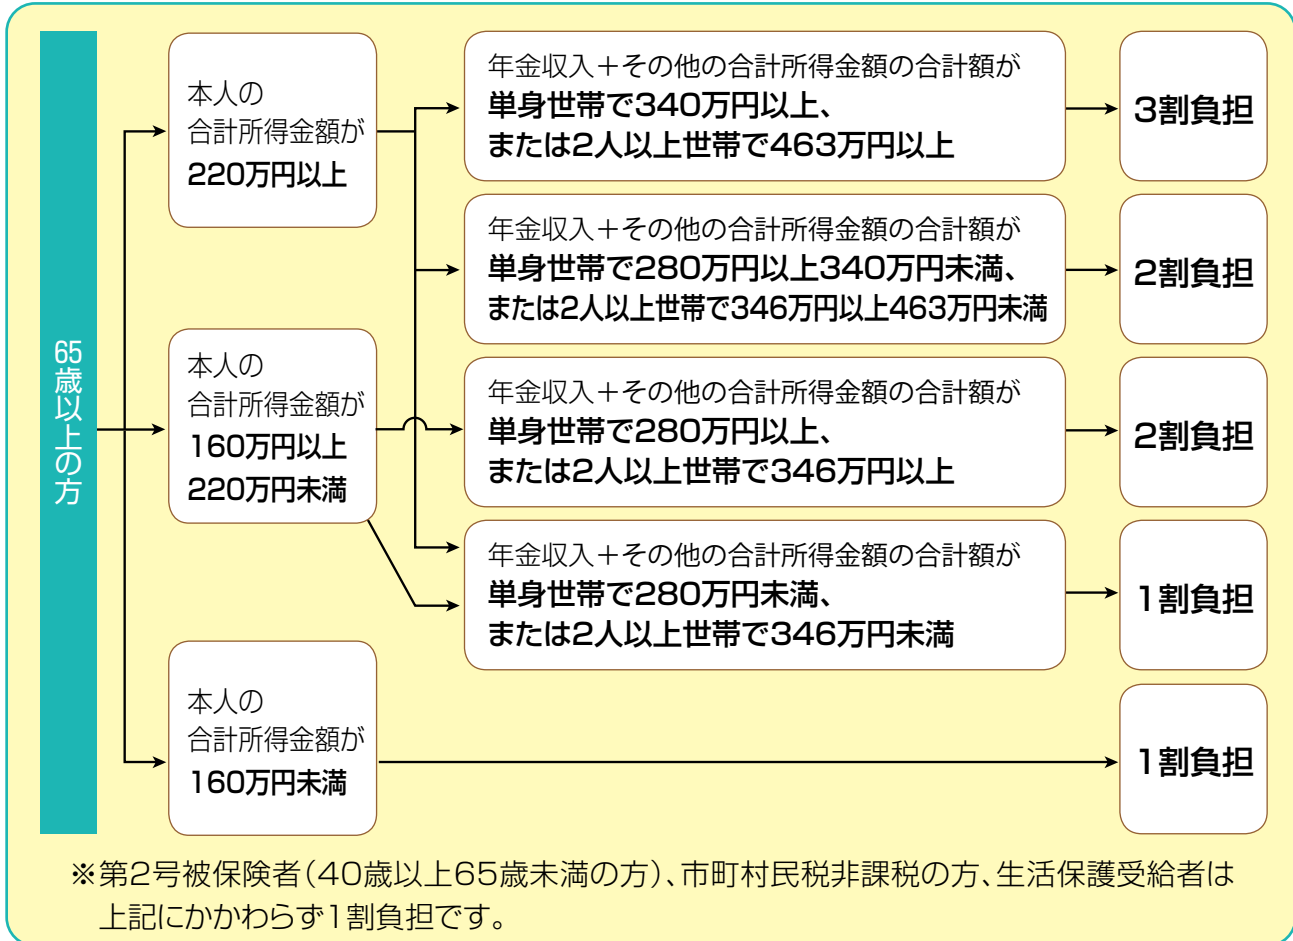 65歳以上の方
本人の
合計所得金額が
220万円以上
年金収入+その他の合計所得金額の合計額が
単身世帯で340万円以上、
または2人以上世帯で463万円以上
3割負担
年金収入+その他の合計所得金額の合計額が
単身世帯で280万円以上340万円未満、
または2人以上世帯で346万円以上463万円未満
2割負担
本人の
合計所得金額が
160万円以上
220万円未満
年金収入+その他の合計所得金額の合計額が
単身世帯で280万円以上、
または2人以上世帯で346万円以上
2割負担
年金収入+その他の合計所得金額の合計額が
単身世帯で280万円未満、
または2人以上世帯で346万円未満
1割負担
本人の
合計所得金額が
160万円未満
1割負担
※第2号被保険者(40歳以上65歳未満の方)、市町村民税非課税の方、生活保護受給者は
上記にかかわらず1割負担です。